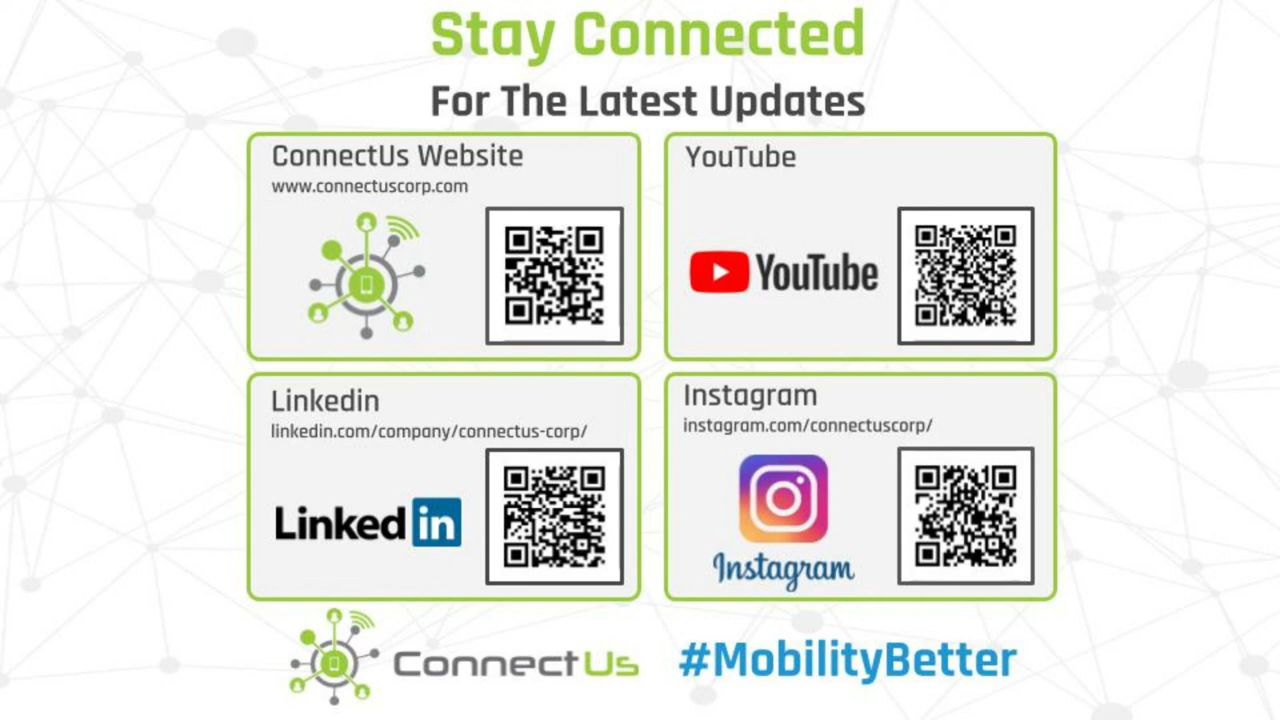 Stay Connected
For The Latest Updates
ConnectUs Website
www.connectuscorp.com
YouTube
YouTube
Linkedin
linkedin.com/company/connectus-corp/
Linked in
Instagram
instagram.com/connectuscorp/
Instagram
ConnectUs
#MobilityBetter